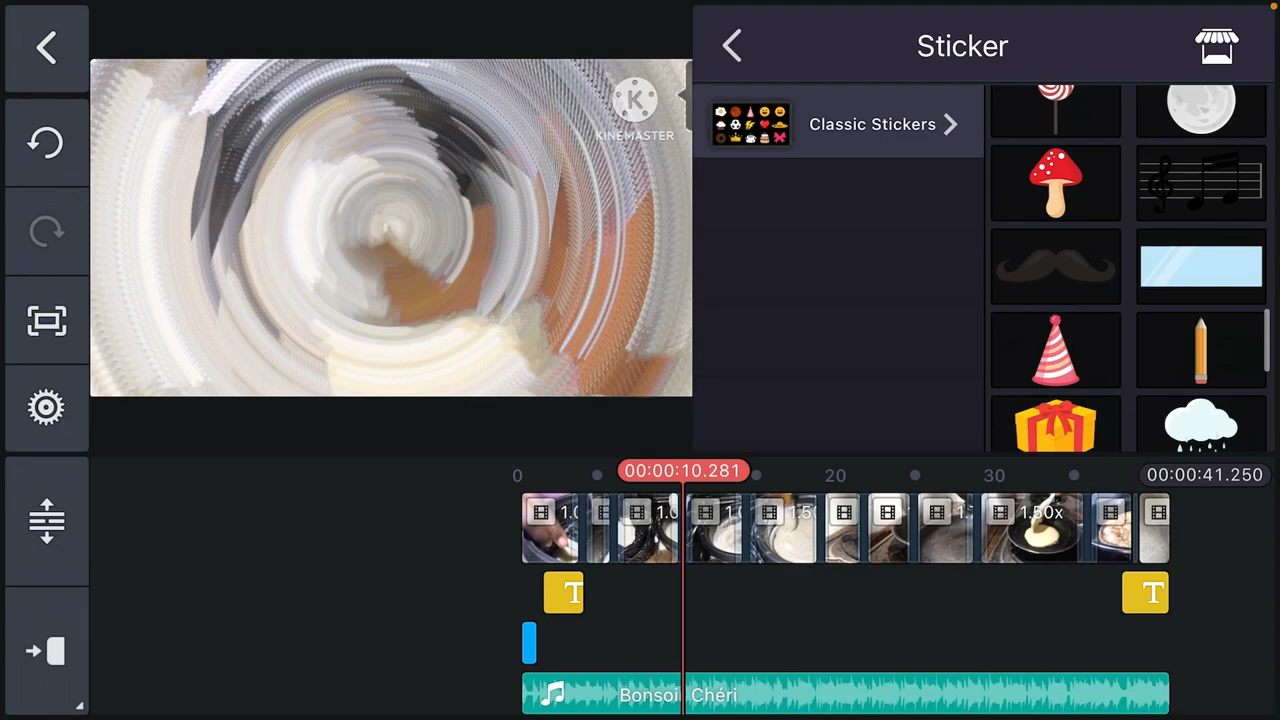 Sticker
K
KINEMASTER
Classic Stickers
0
00:00:10.281
20
30
00:00:41.250
1.50x
T
T
Bonsoi Chéri